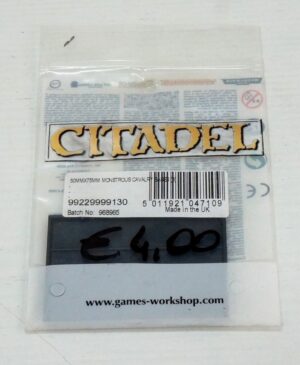 CITADEL
50MMX75MM MONSTROUS CAVALRY
99229999130
5 011921 047109
Batch No: 968985
Made in the UK
€ 4,00
www.games-workshop.com